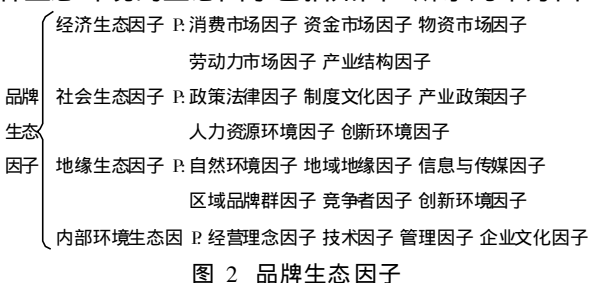 经济生态因子 P:消费市场因子 资金市场因子 物资市场因子
劳动力市场因子 产业结构因子
品牌 社会生态因子 P:政策法律因子 制度文化因子 产业政策因子
生态 人力资源环境因子 创新环境因子
因子 地缘生态因子 P:自然环境因子 地域地缘因子 信息与传媒因子
区域品牌群因子 竞争者因子 创新环境因子
内部环境生态因 P:经营理念因子 技术因子 管理因子 企业文化因子
图 2 品牌生态因子